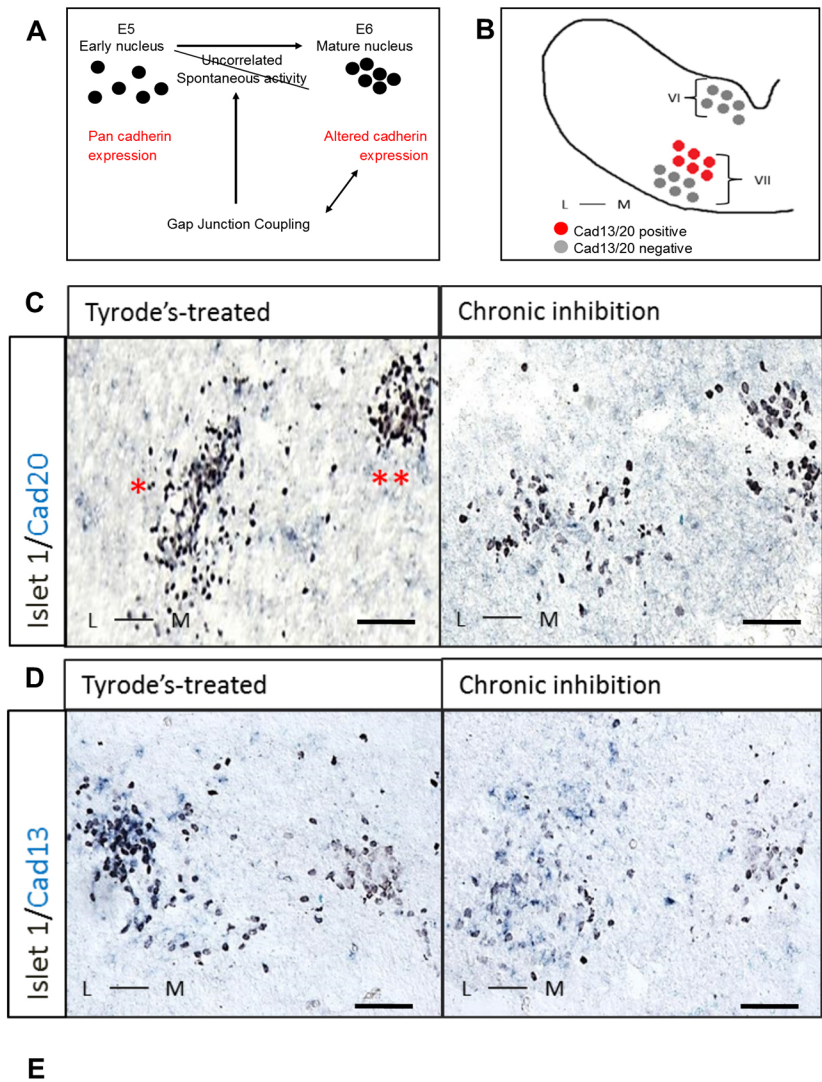 A
E5
Early nucleus
E6
Mature nucleus
Uncorrelated
Spontaneous activity
Pan cadherin
expression
Altered cadherin
expression
Gap Junction Coupling
B
VI
VII
L M
Cad13/20 positive
Cad13/20 negative
C
Tyrode's-treated
Chronic inhibition
Islet 1/Cad20
*
**
L M
L M
D
Tyrode's-treated
Chronic inhibition
Islet 1/Cad13
L M
L M
E